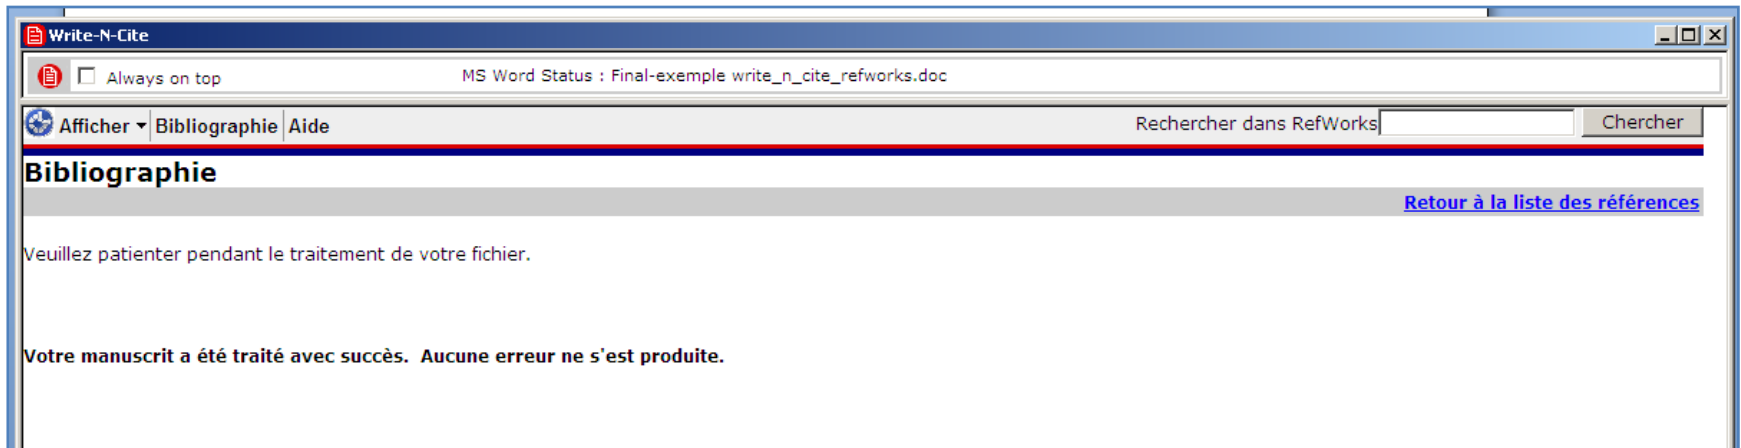 Write-N-Cite
Always on top MS Word Status : Final-exemple write_n_cite_refworks.doc
Afficher Bibliographie Aide Rechercher dans RefWorks Chercher
Bibliographie
Retour à la liste des références
Veuillez patienter pendant le traitement de votre fichier.
Votre manuscrit a été traité avec succès. Aucune erreur ne s'est produite.